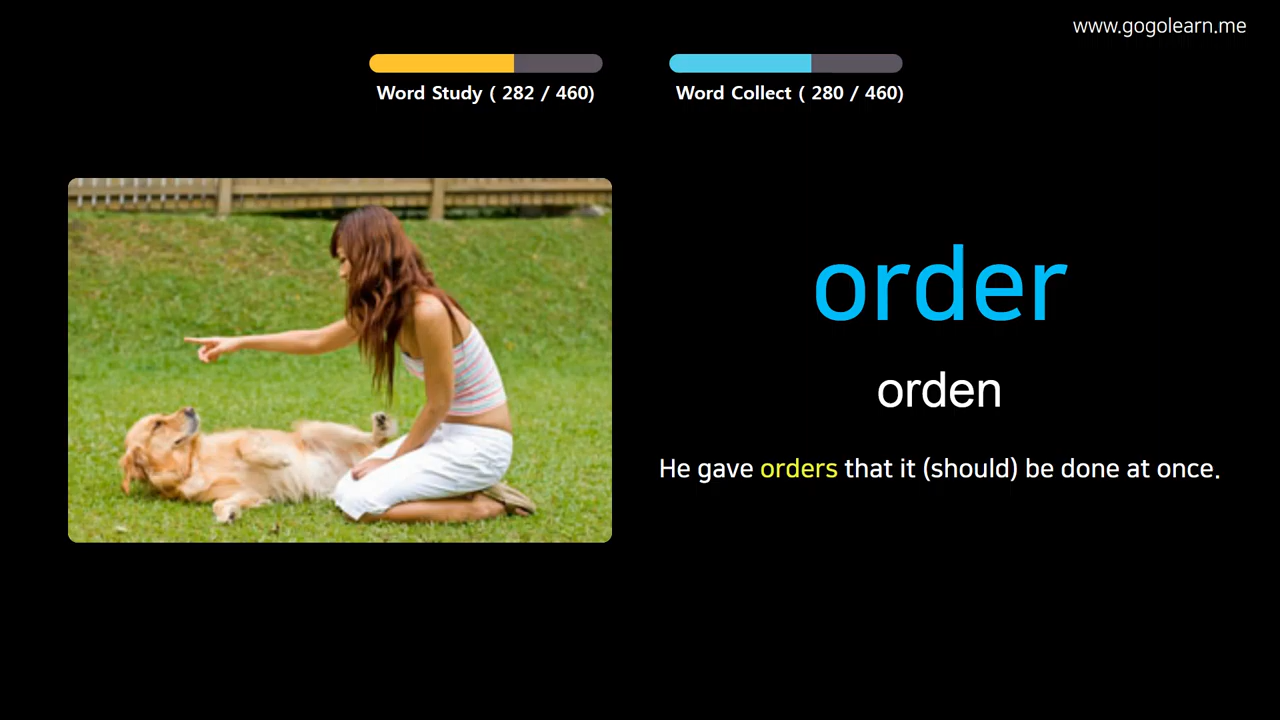 www.gogolearn.me
Word Study ( 282 / 460)
Word Collect ( 280 / 460)
order
orden
He gave orders that it (should) be done at once.